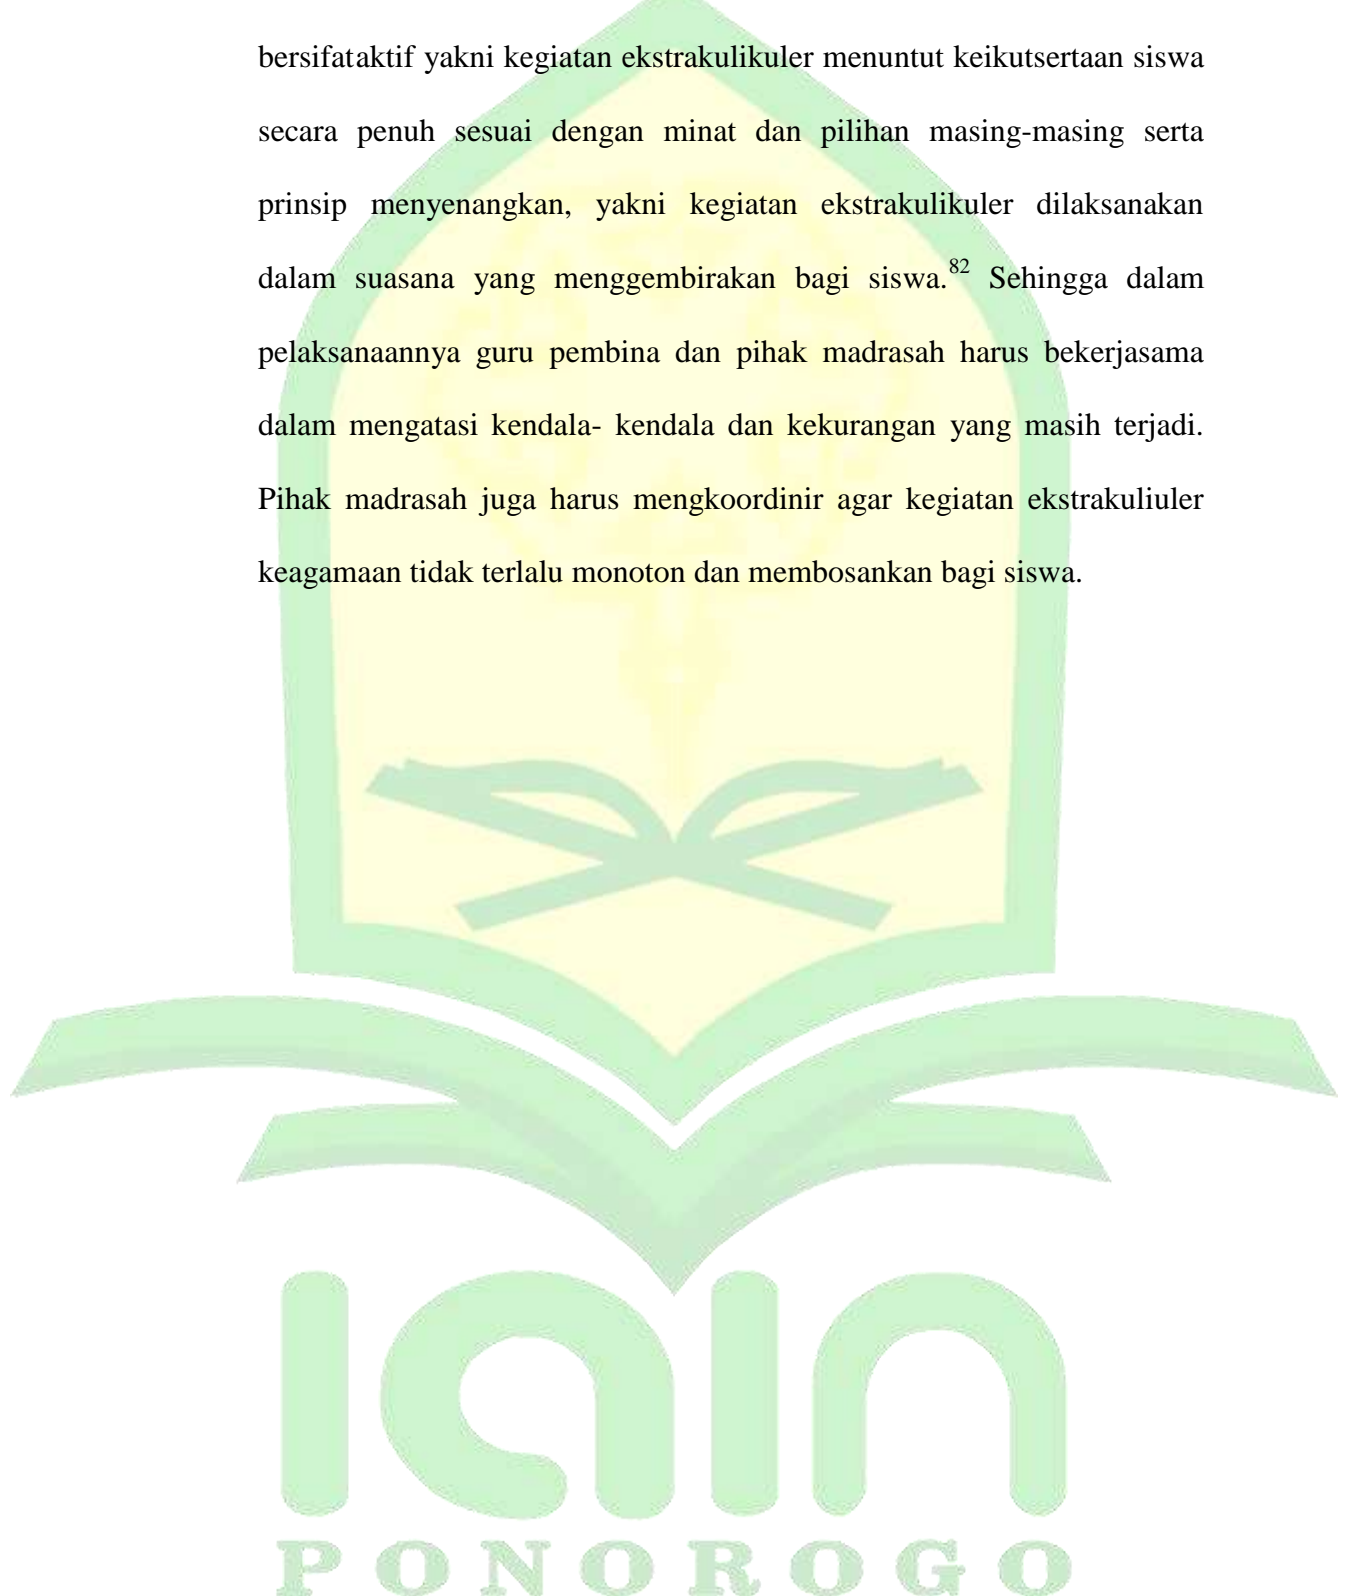 bersifataktif yakni kegiatan ekstrakulikuler menuntut keikutsertaan siswa
secara penuh sesuai dengan minat dan pilihan masing-masing serta
prinsip menyenangkan, yakni kegiatan ekstrakulikuler dilaksanakan
dalam suasana yang menggembirakan bagi siswa.82 Sehingga dalam
pelaksanaannya guru pembina dan pihak madrasah harus bekerjasama
dalam mengatasi kendala- kendala dan kekurangan yang masih terjadi.
Pihak madrasah juga harus mengkoordinir agar kegiatan ekstrakuliuler
keagamaan tidak terlalu monoton dan membosankan bagi siswa.
IAIN
PONOROGO